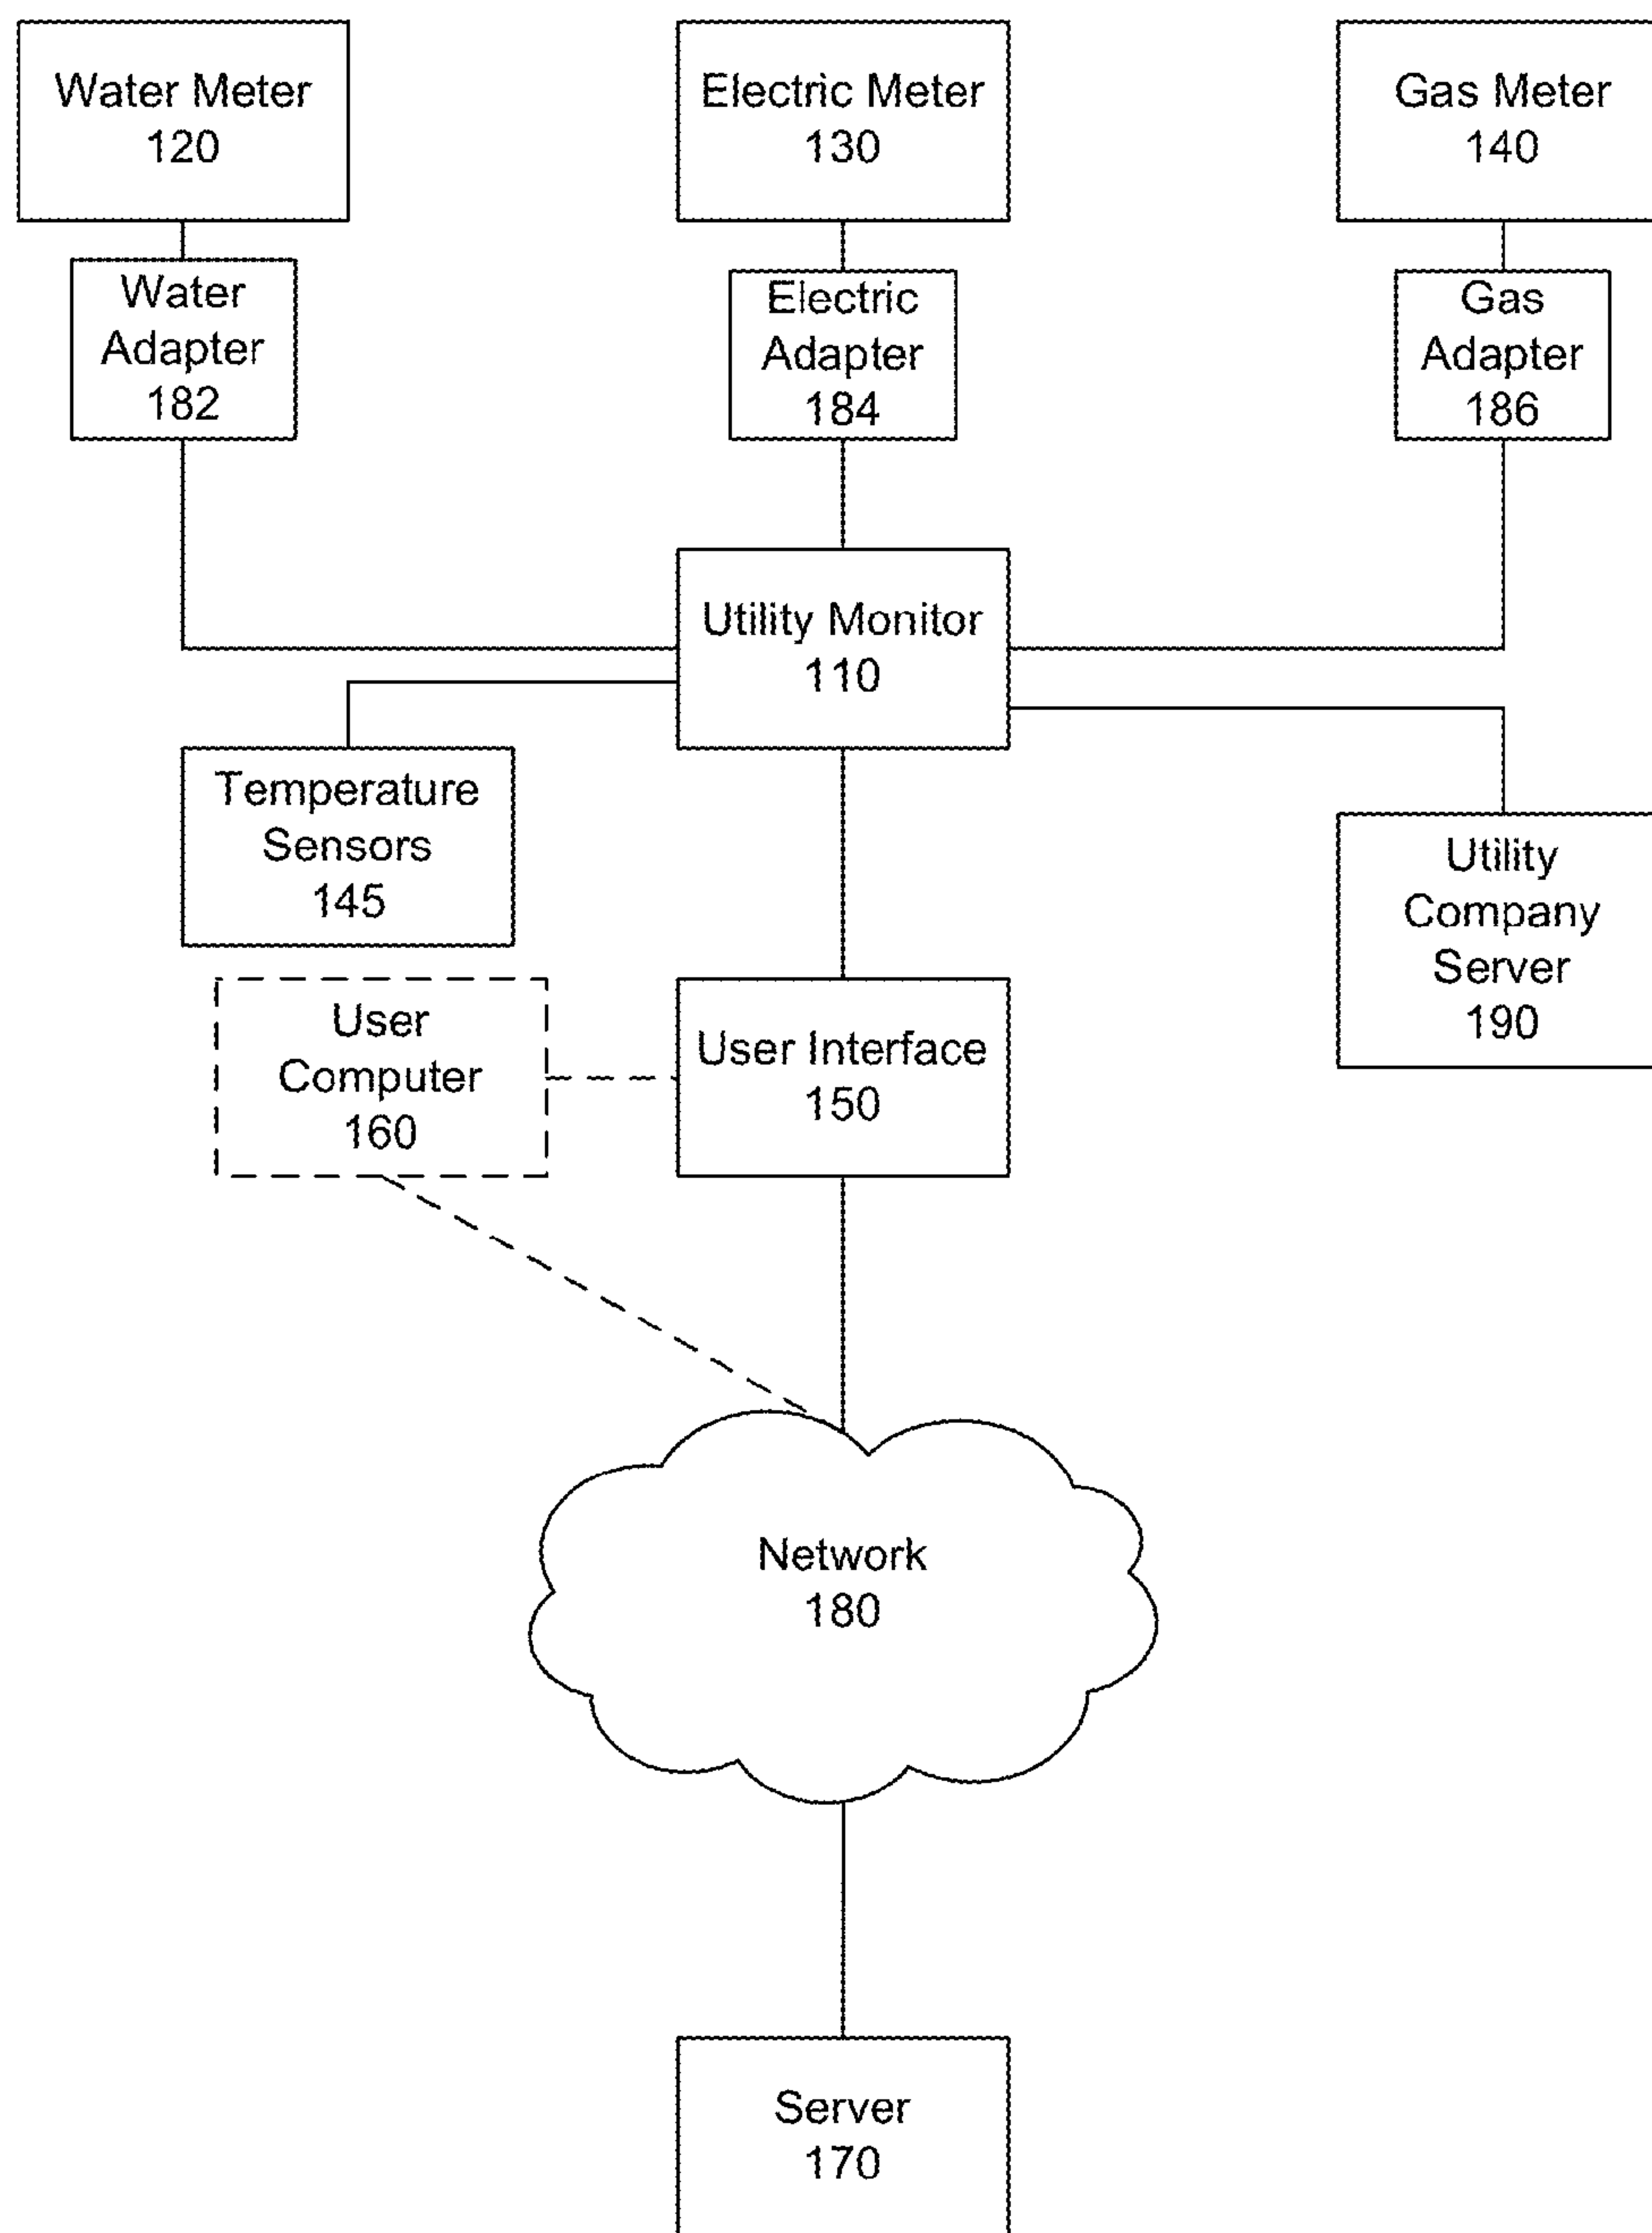 Water Meter
120
Electric Meter
130
Gas Meter
140
Water
Adapter
182
Electric
Adapter
184
Gas
Adapter
186
Utility Monitor
110
Temperature
Sensors
145
Utility
Company
Server
190
User
Computer
160
User Interface
150
Network
180
Server
170